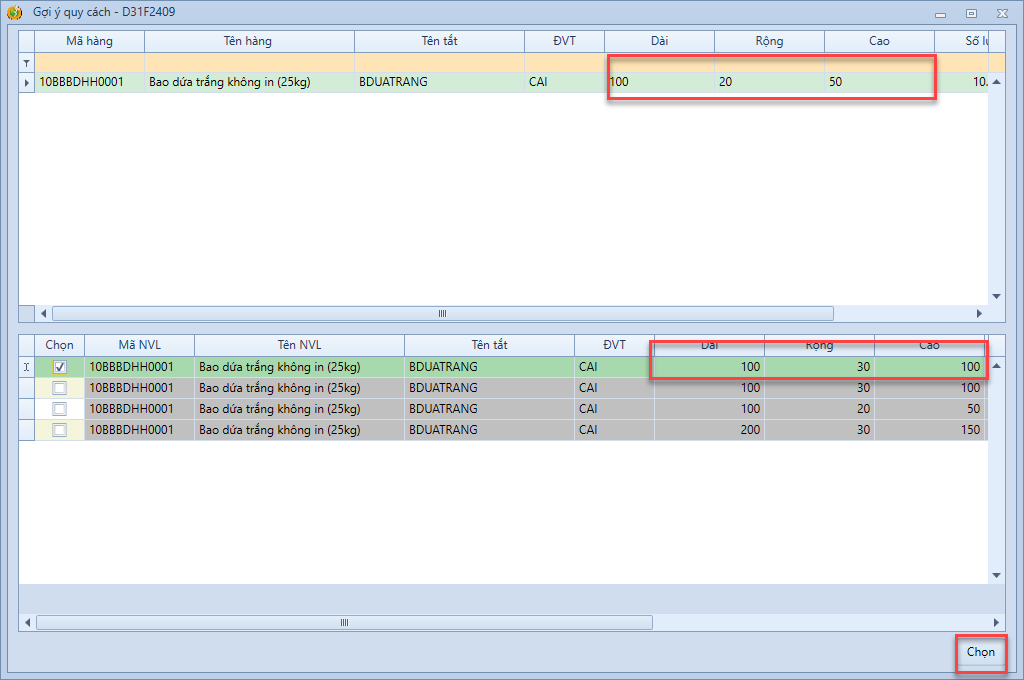 Gợi ý quy cách - D31F2409
Mã hàng Tên hàng Tên tắt ĐVT Dài Rộng Cao Số
10BBBDHH0001 Bao dứa trắng không in (25kg) BDUATRANG CAI 100 20 50 10.
Chọn Mã NVL Tên NVL Tên tắt ĐVT Dài Rộng Cao
10BBBDHH0001 Bao dứa trắng không in (25kg) BDUATRANG CAI 100 30 100
10BBBDHH0001 Bao dứa trắng không in (25kg) BDUATRANG CAI 100 30 100
10BBBDHH0001 Bao dứa trắng không in (25kg) BDUATRANG CAI 100 20 50
10BBBDHH0001 Bao dứa trắng không in (25kg) BDUATRANG CAI 200 30 150
Chọn